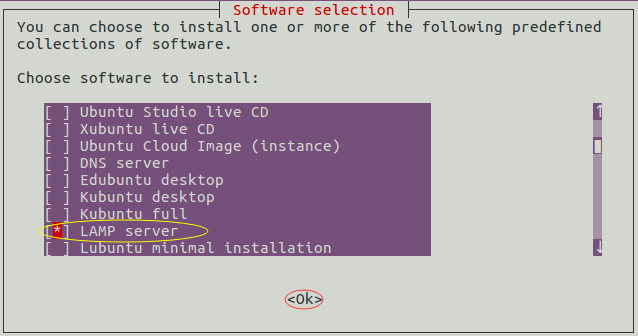 Software selection
You can choose to install one or more of the following predefined
collections of software.
Choose software to install:
[ ] Ubuntu Studio live CD
[ ] Xubuntu live CD
[ ] Ubuntu Cloud Image (instance)
[ ] DNS server
[ ] Edubuntu desktop
[ ] Kubuntu desktop
[ ] Kubuntu full
[*] LAMP server
[ ] Lubuntu minimal installation
<Ok>